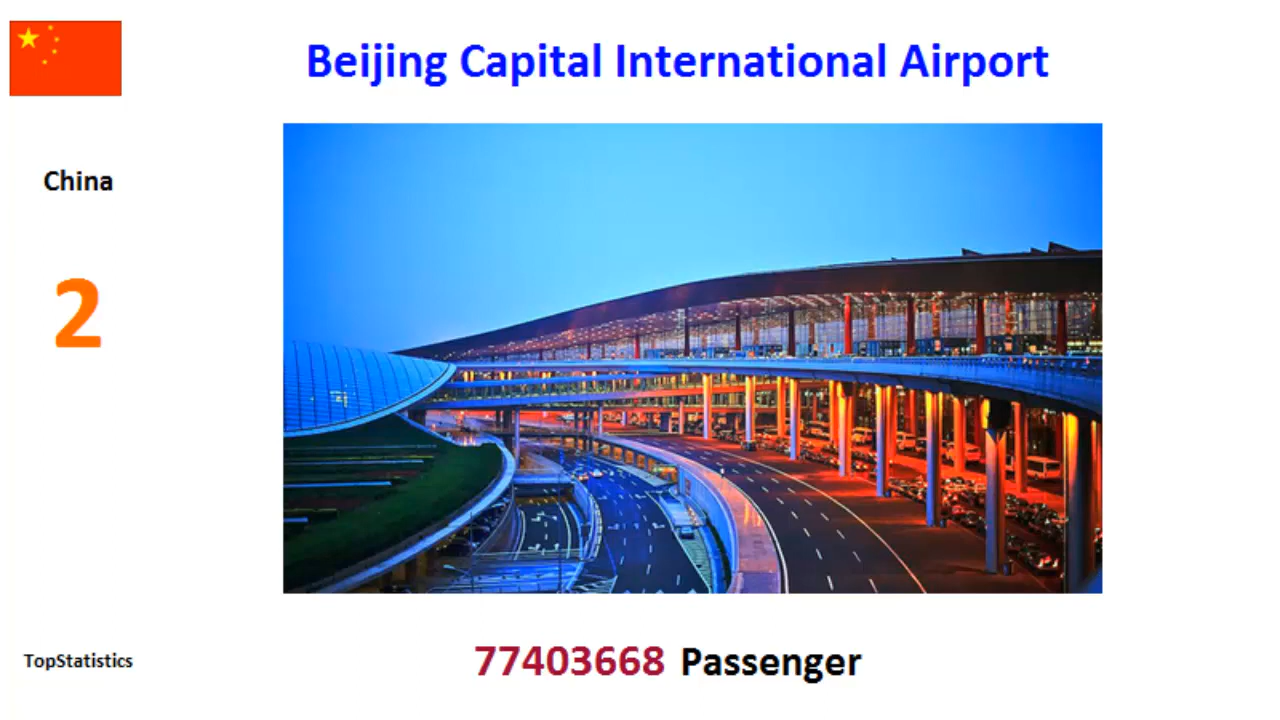 Beijing Capital International Airport
China
2
TopStatistics
77403668 Passenger